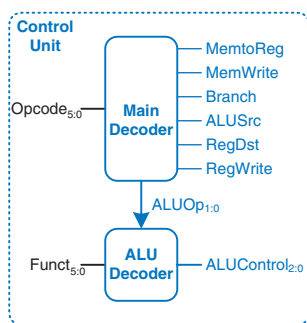 Control
Unit
MemtoReg
MemWrite
Branch
ALUSrc
RegDst
RegWrite
Opcode5:0
Main
Decoder
ALUOp1:0
Funct5:0
ALU
Decoder
ALUControl2:0